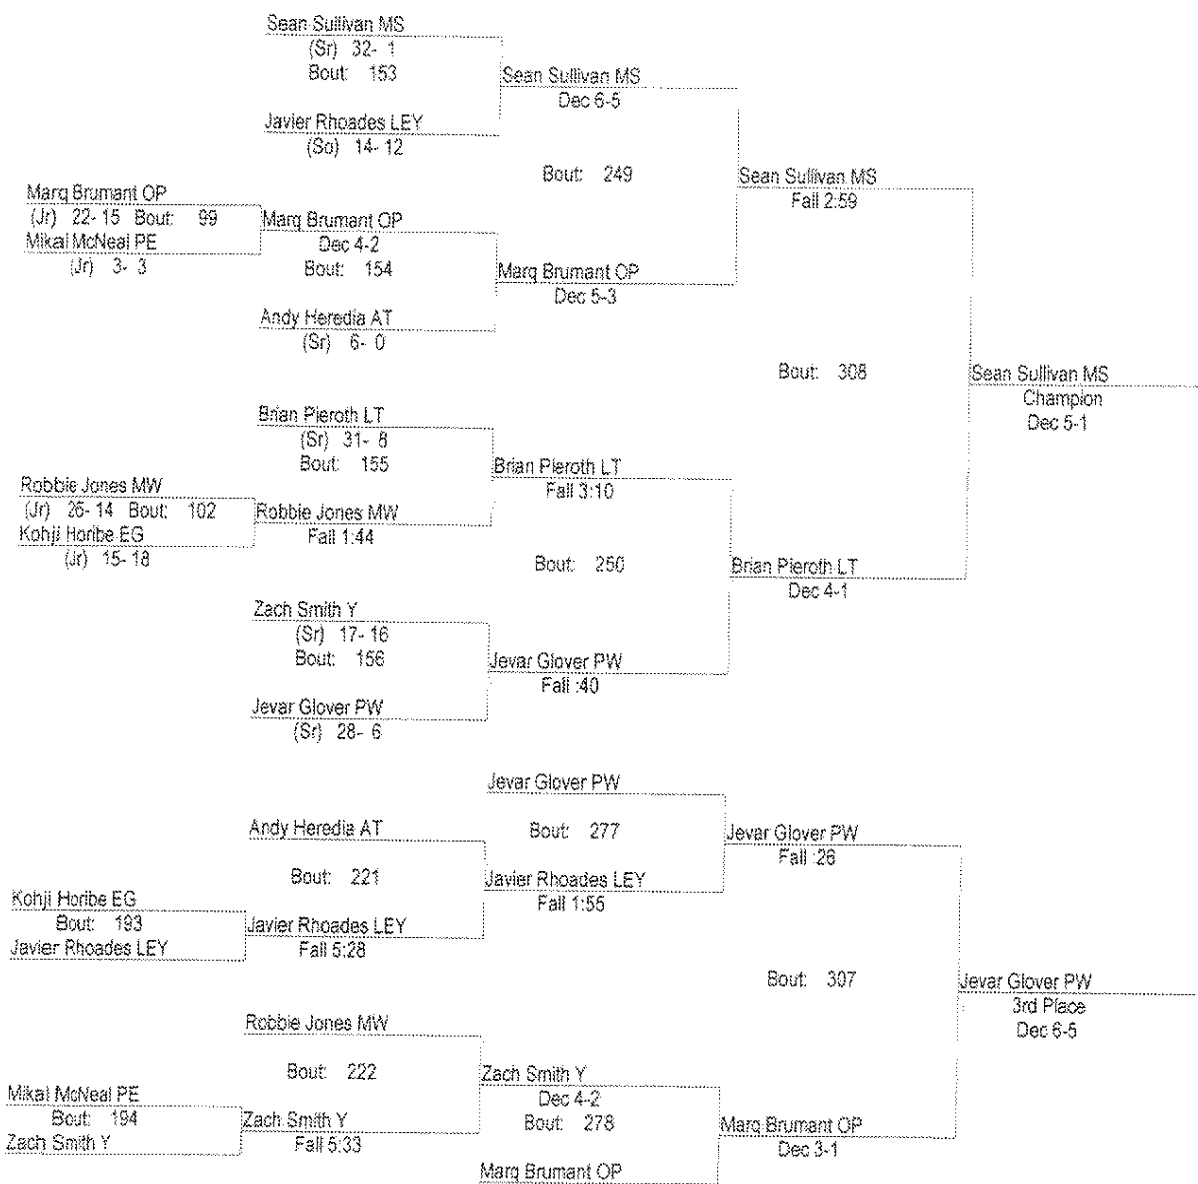 Sean Sullivan MS
(Sr) 32- 1
Bout: 153
Sean Sullivan MS
Dec 6-5
Javier Rhoades LEY
(So) 14- 12
Bout: 249
Sean Sullivan MS
Fall 2:59
Marq Brumant OP
(Jr) 22- 15 Bout: 99
Mikal McNeal PE
(Jr) 3- 3
Marq Brumant OP
Dec 4-2
Bout: 154
Marq Brumant OP
Dec 5-3
Andy Heredia AT
(Sr) 6- 0
Bout: 308
Sean Sullivan MS
Champion
Dec 5-1
Brian Pieroth LT
(Sr) 31- 8
Bout: 155
Brian Pieroth LT
Fall 3:10
Robbie Jones MW
(Jr) 26- 14 Bout: 102
Kohji Horibe EG
(Jr) 15- 18
Robbie Jones MW
Fall 1:44
Bout: 250
Brian Pieroth LT
Dec 4-1
Zach Smith Y
(Sr) 17- 16
Bout: 156
Jevar Glover PW
Fall :40
Jevar Glover PW
(Sr) 28- 6
Jevar Glover PW
Bout: 277
Jevar Glover PW
Fall :26
Andy Heredia AT
Bout: 221
Javier Rhoades LEY
Fall 1:55
Kohji Horibe EG
Bout: 193
Javier Rhoades LEY
Javier Rhoades LEY
Fall 5:28
Bout: 307
Jevar Glover PW
3rd Place
Dec 6-5
Robbie Jones MW
Bout: 222
Zach Smith Y
Dec 4-2
Bout: 278
Mikal McNeal PE
Bout: 194
Zach Smith Y
Zach Smith Y
Fall 5:33
Marq Brumant OP
Dec 3-1
Marq Brumant OP